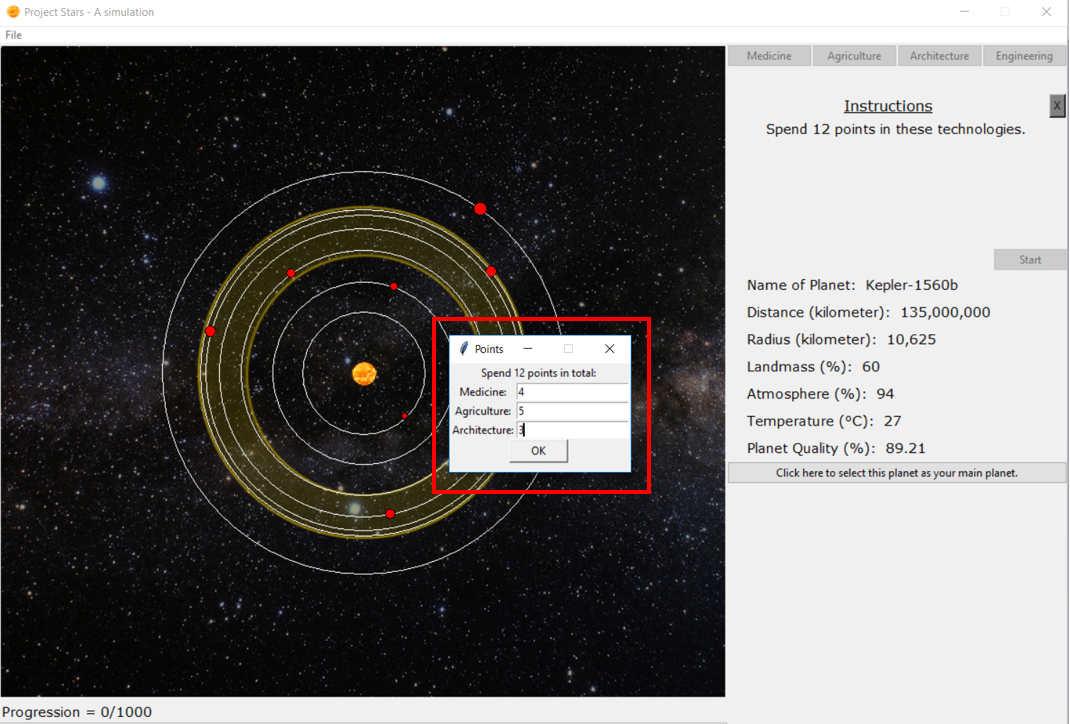 Project Stars - A simulation
File
Medicine Agriculture Architecture Engineering
Instructions X
Spend 12 points in these technologies.
Start
Name of Planet: Kepler-1560b
Distance (kilometer): 135,000,000
Radius (kilometer): 10,625
Landmass (%): 60
Atmosphere (%): 94
Temperature (ºC): 27
Planet Quality (%): 89.21
Click here to select this planet as your main planet.
Points
Spend 12 points in total:
Medicine: 4
Agriculture: 5
Architecture: 3
OK
Progression = 0/1000